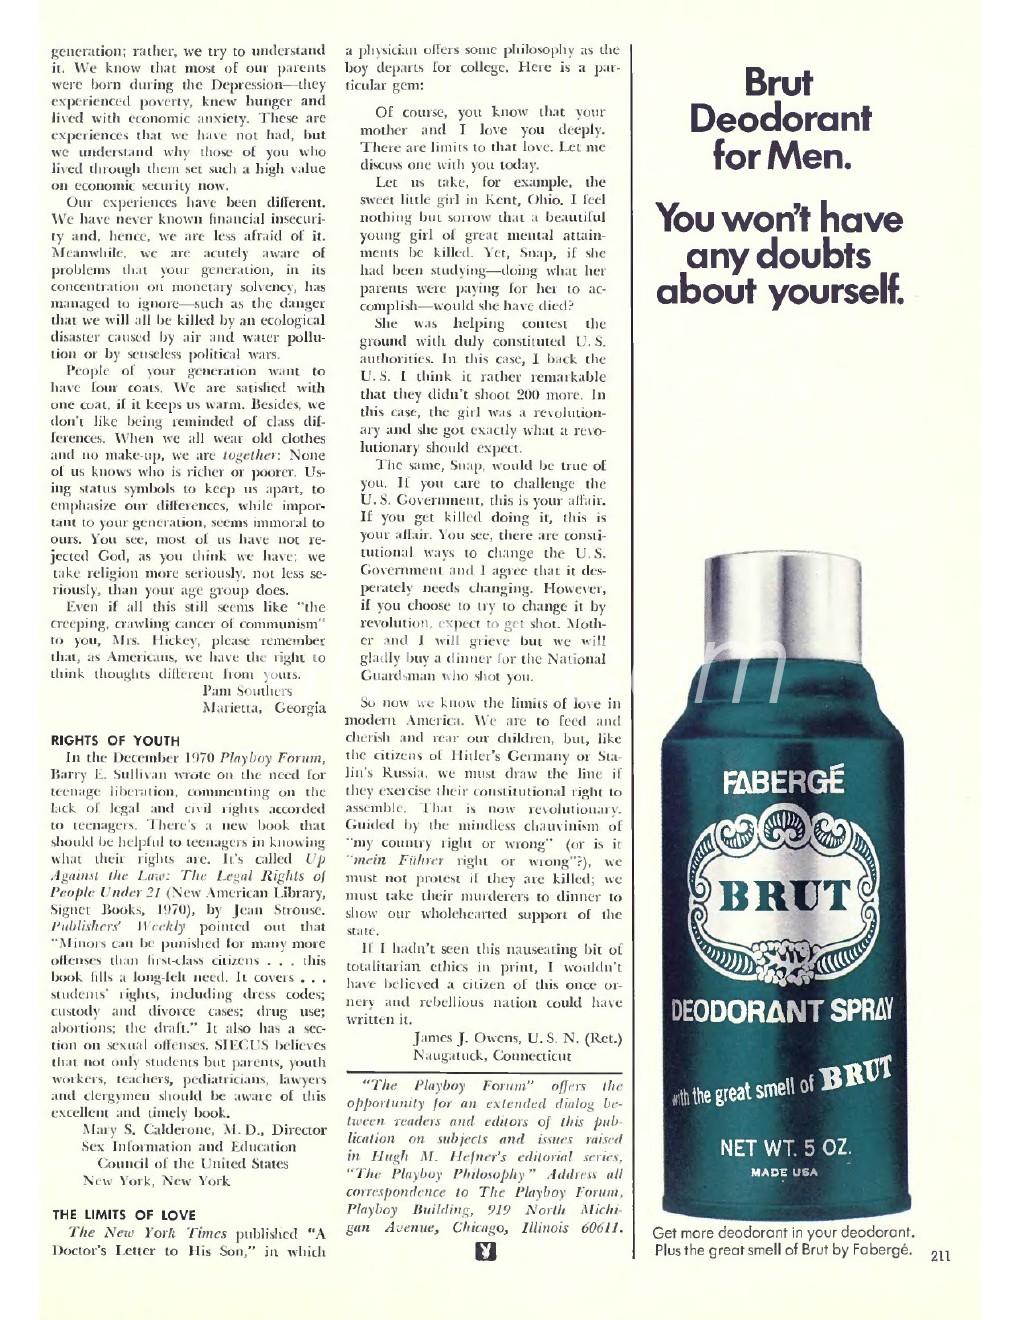 generation; rather, we try to understand
it. We know that most of our parents
were born during the Depression—they
experienced poverty, knew hunger and
lived with economic anxiety. These are
experiences that we have not had, but
we understand why those of you who
lived through them set such a high value
on economic security now.
Our experiences have been different.
We have never known financial insecuri-
ty and, hence, we are less afraid of it.
Meanwhile, we are acutely aware of
problems that your generation, in its
concentration on monetary solvency, has
managed to ignore—such as the danger
that we will all be killed by an ecological
disaster caused by air and water pollu-
tion or by senseless political wars.
People of your generation want to
have four coats. We are satisfied with
one coat, if it keeps us warm. Besides, we
don't like being reminded of class dif-
ferences. When we all wear old clothes
and no make-up, we are together: None
of us knows who is richer or poorer. Us-
ing status symbols to keep us apart, to
emphasize our differences, while impor-
tant to your generation, seems immoral to
ours. You see, most of us have not re-
jected God, as you think we have; we
take religion more seriously, not less se-
riously, than your age group does.
Even if all this still seems like "the
creeping, crawling cancer of communism"
to you, Mrs. Hickey, please remember
that, as Americans, we have the right to
think thoughts different from yours.
Pam Southers
Marietta, Georgia
RIGHTS OF YOUTH
In the December 1970 Playboy Forum,
Barry E. Sullivan wrote on the need for
teenage liberation, commenting on the
lack of legal and civil rights accorded
to teenagers. There's a new book that
should be helpful to teenagers in knowing
what their rights are. It's called Up
Against the Law: The Legal Rights of
People Under 21 (New American Library,
Signet Books, 1970), by Jean Strouse.
Publishers' Weekly pointed out that
"Minors can be punished for many more
offenses than first-class citizens . . . this
book fills a long-felt need. It covers . . .
students' rights, including dress codes;
custody and divorce cases; drug use;
abortions; the draft." It also has a sec-
tion on sexual offenses. SIECUS believes
that not only students but parents, youth
workers, teachers, pediatricians, lawyers
and clergymen should be aware of this
excellent and timely book.
Mary S. Calderone, M. D., Director
Sex Information and Education
Council of the United States
New York, New York
THE LIMITS OF LOVE
The New York Times published "A
Doctor's Letter to His Son," in which
a physician offers some philosophy as the
boy departs for college. Here is a par-
ticular gem:
Of course, you know that your
mother and I love you deeply.
There are limits to that love. Let me
discuss one with you today.
Let us take, for example, the
sweet little girl in Kent, Ohio. I feel
nothing but sorrow that a beautiful
young girl of great mental attain-
ments be killed. Yet, Snap, if she
had been studying—doing what her
parents were paying for her to ac-
complish—would she have died?
She was helping contest the
ground with duly constituted U. S.
authorities. In this case, I back the
U. S. I think it rather remarkable
that they didn't shoot 200 more. In
this case, the girl was a revolution-
ary and she got exactly what a revo-
lutionary should expect.
The same, Snap, would be true of
you. If you care to challenge the
U. S. Government, this is your affair.
If you get killed doing it, this is
your affair. You see, there are consti-
tutional ways to change the U. S.
Government and I agree that it des-
perately needs changing. However,
if you choose to try to change it by
revolution, expect to get shot. Moth-
er and I will grieve but we will
gladly buy a dinner for the National
Guardsman who shot you.
So now we know the limits of love in
modern America. We are to feed and
cherish and rear our children, but, like
the citizens of Hitler's Germany or Sta-
lin's Russia, we must draw the line if
they exercise their constitutional right to
assemble. That is now revolutionary.
Guided by the mindless chauvinism of
"my country right or wrong" (or is it
"mein Führer right or wrong"?), we
must not protest if they are killed; we
must take their murderers to dinner to
show our wholehearted support of the
state.
If I hadn't seen this nauseating bit of
totalitarian ethics in print, I wouldn't
have believed a citizen of this once or-
nery and rebellious nation could have
written it.
James J. Owens, U. S. N. (Ret.)
Naugatuck, Connecticut
"The Playboy Forum" offers the
opportunity for an extended dialog be-
tween readers and editors of this pub-
lication on subjects and issues raised
in Hugh M. Hefner's editorial series,
"The Playboy Philosophy." Address all
correspondence to The Playboy Forum,
Playboy Building, 919 North Michi-
gan Avenue, Chicago, Illinois 60611.
Brut
Deodorant
for Men.
You won't have
any doubts
about yourself.
FABERGÉ
BRUT
DEODORANT SPRAY
with the great smell of BRUT
NET WT. 5 OZ.
MADE USA
Get more deodorant in your deodorant.
Plus the great smell of Brut by Fabergé.
211